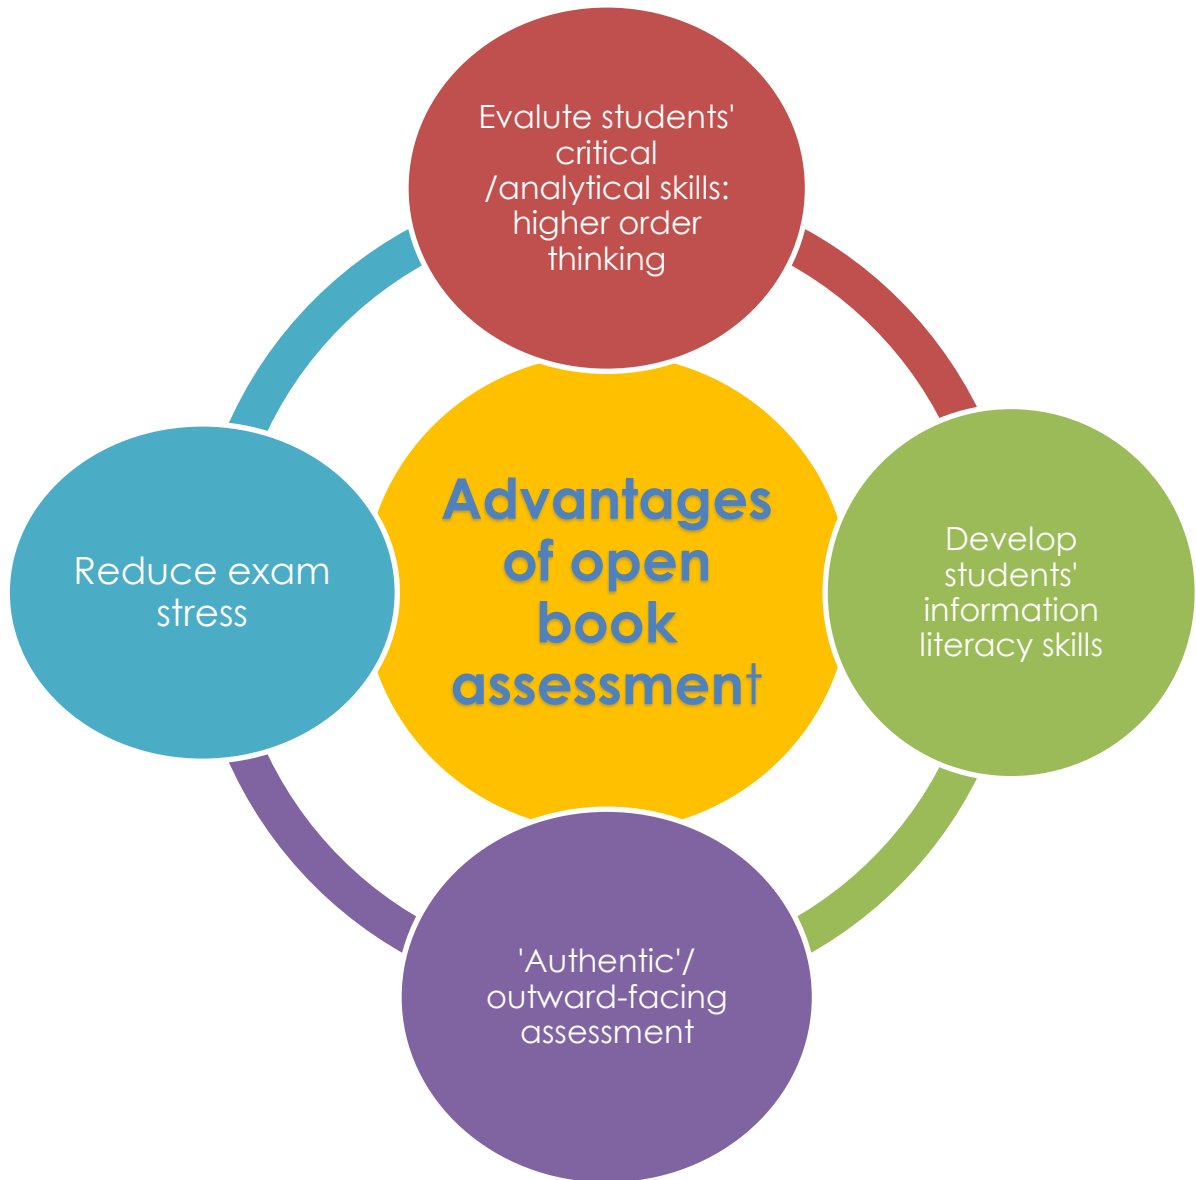 Evalute students'
critical
/analytical skills:
higher order
thinking
Advantages
of open
book
assessment
Reduce exam
stress
Develop
students'
information
literacy skills
'Authentic'/
outward-facing
assessment